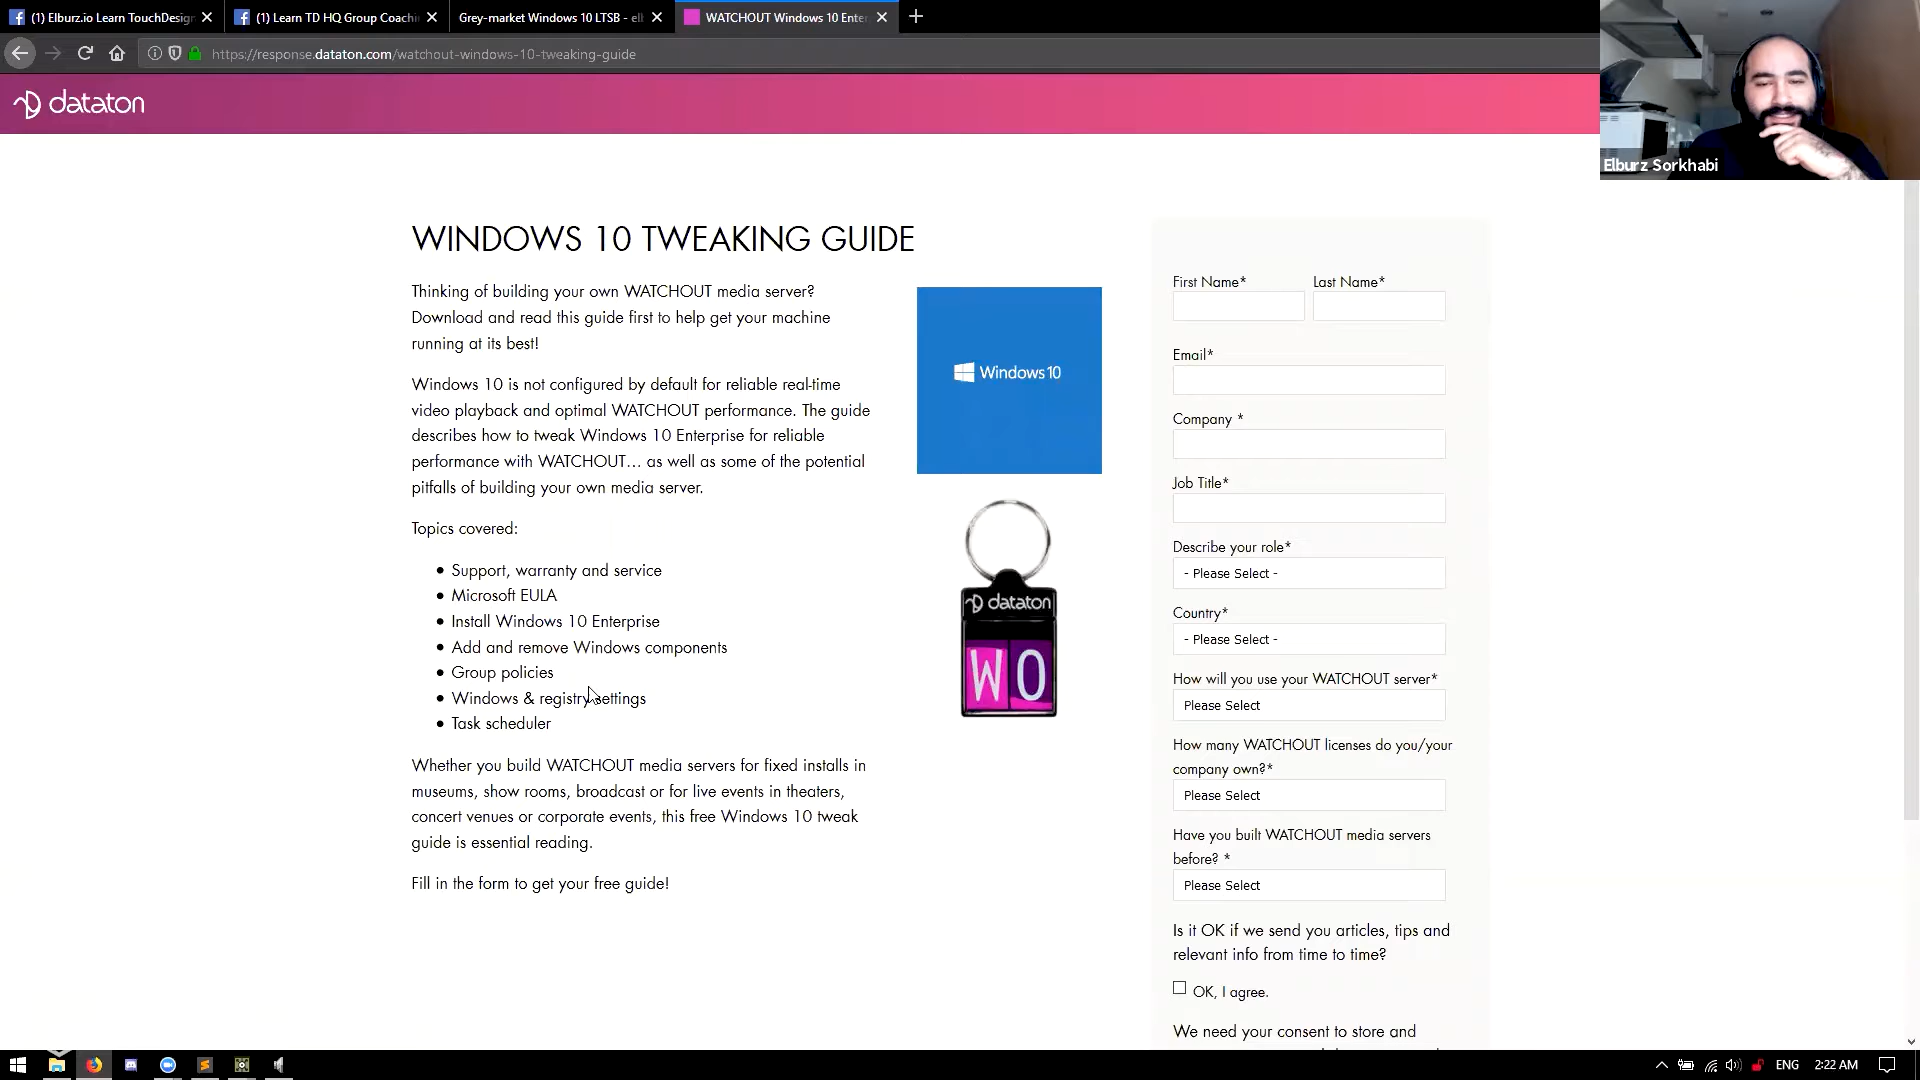 (1) Elburz.io Learn TouchDesign
(1) Learn TD HQ Group Coachi
Grey-market Windows 10 LTSB - ell
WATCHOUT Windows 10 Enter
https://response.dataton.com/watchout-windows-10-tweaking-guide
dataton
Elburz Sorkhabi
WINDOWS 10 TWEAKING GUIDE
Thinking of building your own WATCHOUT media server?
Download and read this guide first to help get your machine
running at its best!
Windows 10 is not configured by default for reliable real-time
video playback and optimal WATCHOUT performance. The guide
describes how to tweak Windows 10 Enterprise for reliable
performance with WATCHOUT... as well as some of the potential
pitfalls of building your own media server.
Topics covered:
• Support, warranty and service
• Microsoft EULA
• Install Windows 10 Enterprise
• Add and remove Windows components
• Group policies
• Windows & registry settings
• Task scheduler
Whether you build WATCHOUT media servers for fixed installs in
museums, show rooms, broadcast or for live events in theaters,
concert venues or corporate events, this free Windows 10 tweak
guide is essential reading.
Fill in the form to get your free guide!
Windows 10
dataton
WO
First Name*
Last Name*
Email*
Company *
Job Title*
Describe your role*
- Please Select -
Country*
- Please Select -
How will you use your WATCHOUT server*
Please Select
How many WATCHOUT licenses do you/your
company own?*
Please Select
Have you built WATCHOUT media servers
before? *
Please Select
Is it OK if we send you articles, tips and
relevant info from time to time?
OK, I agree.
We need your consent to store and
ENG
2:22 AM